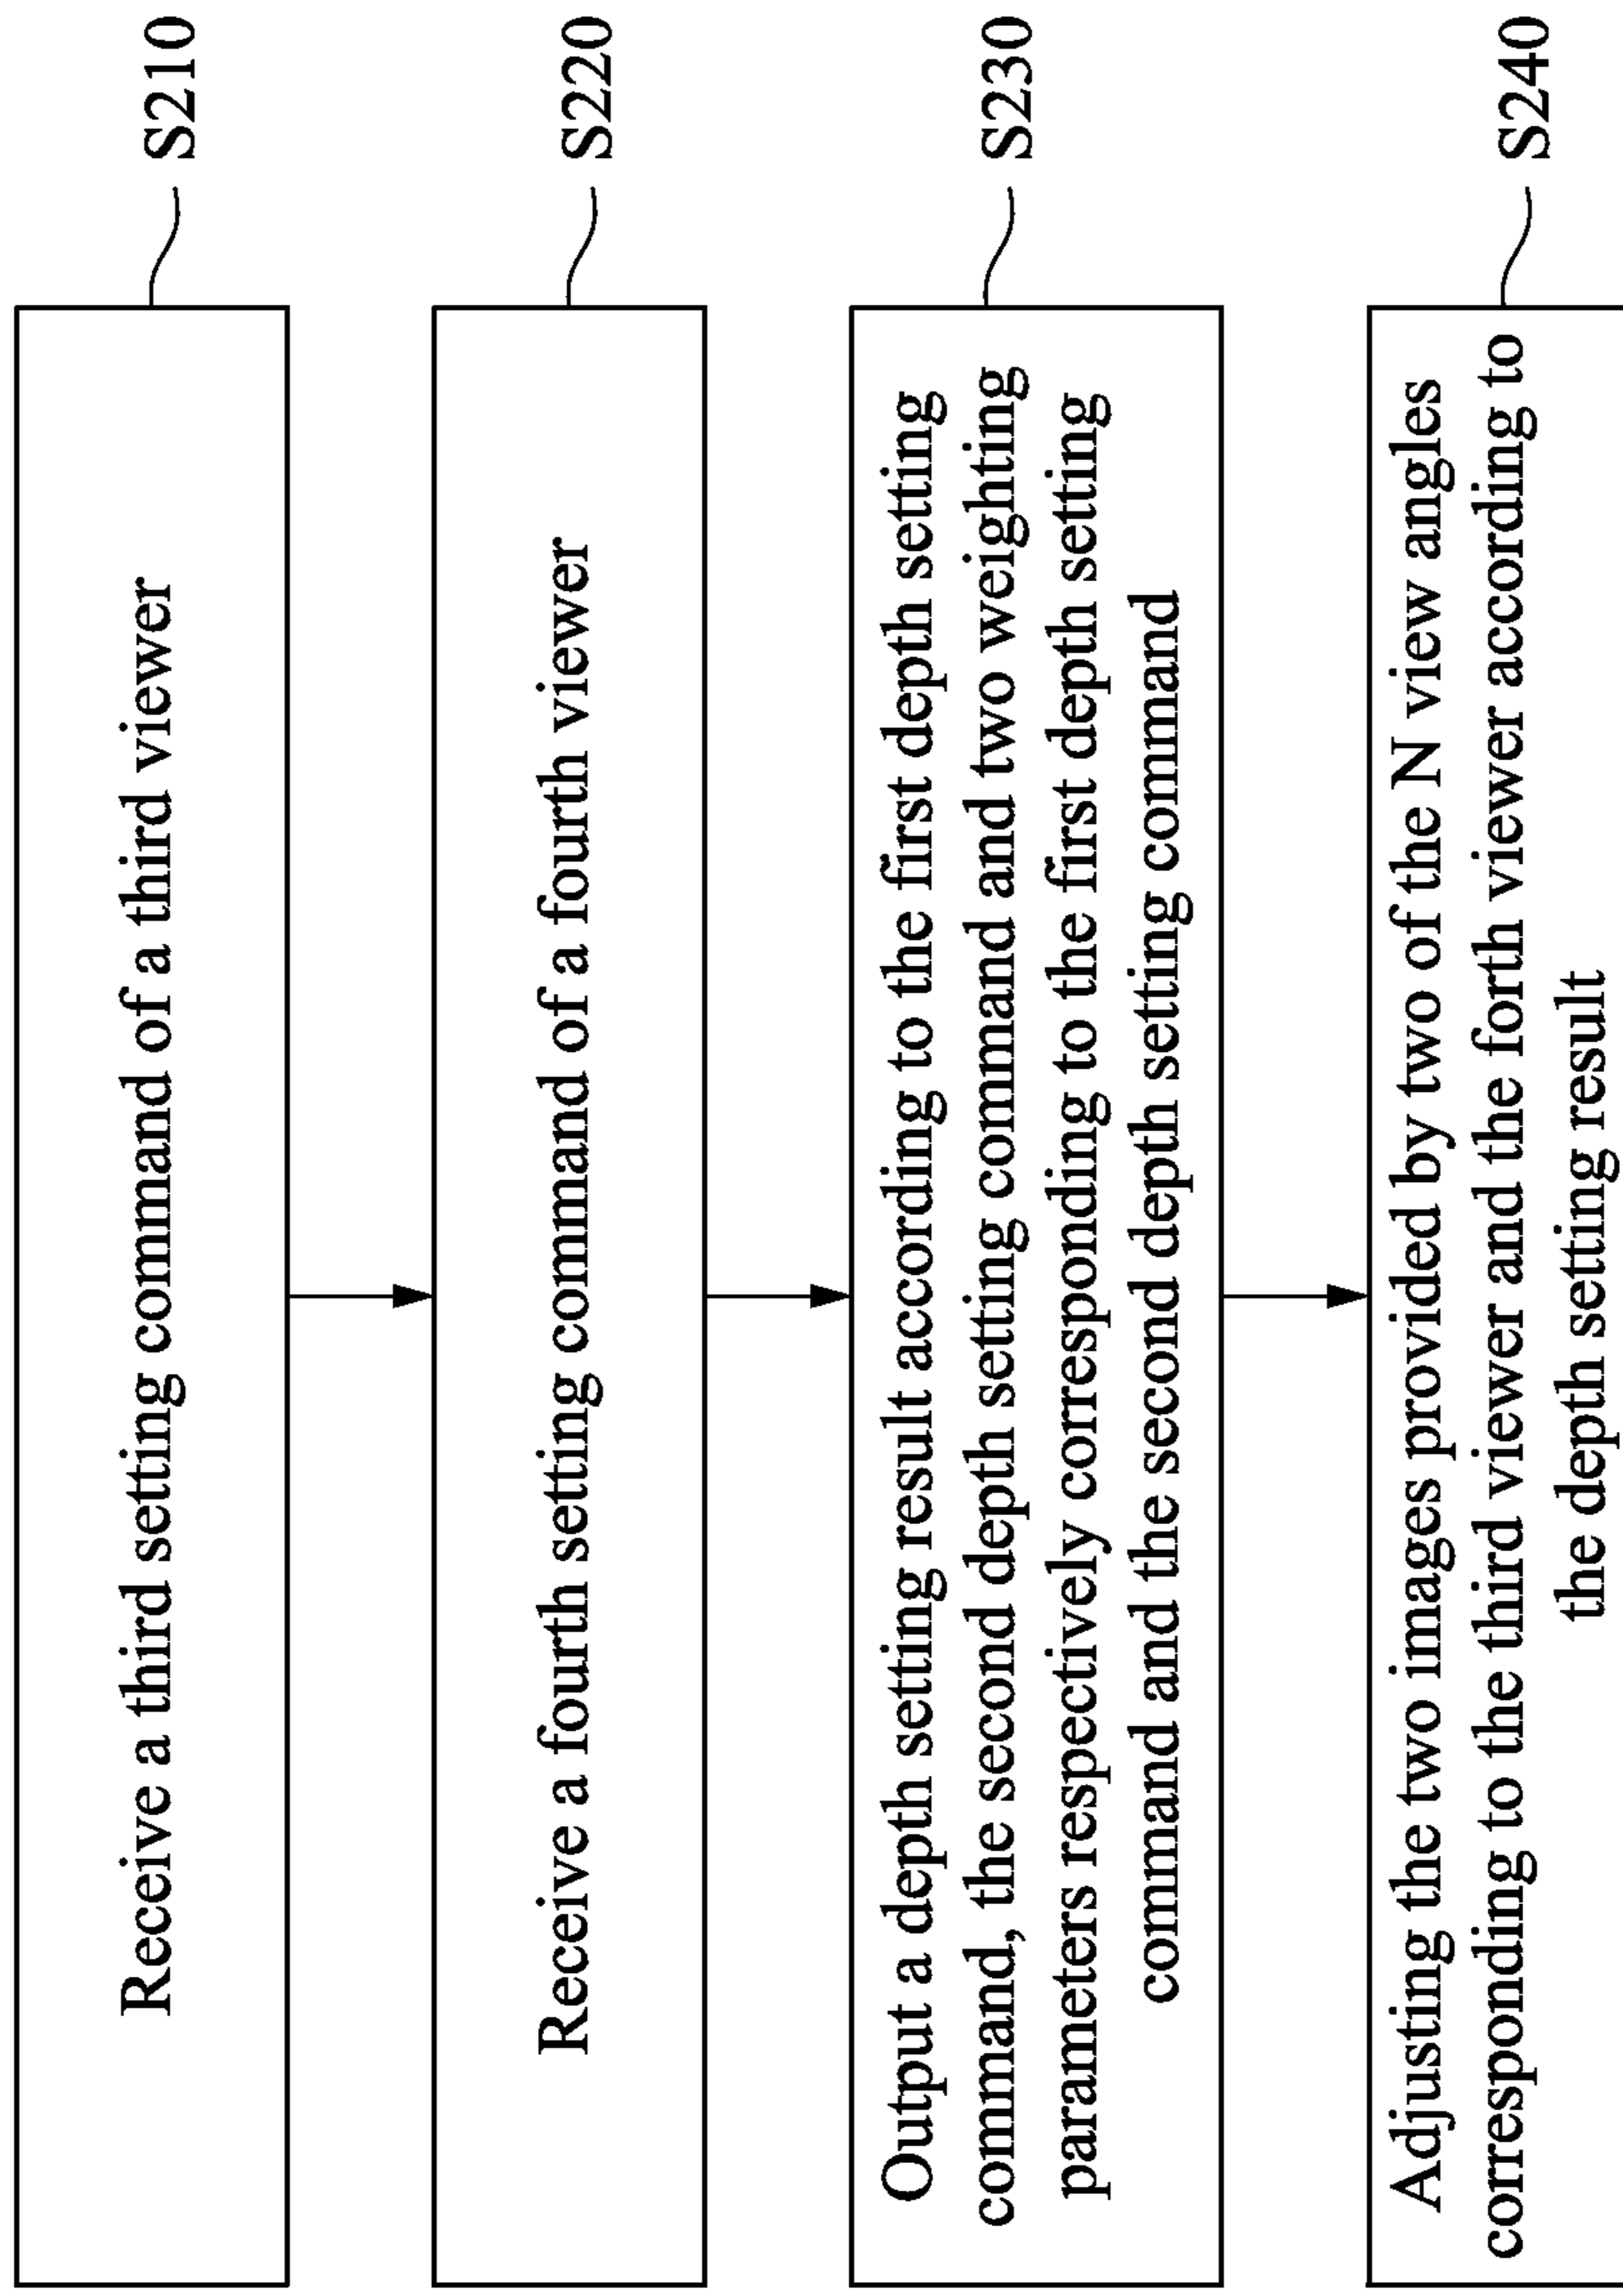 Receive a third setting command of a third viewer
S210
Receive a fourth setting command of a fourth viewer
S220
Output a depth setting result according to the first depth setting
command, the second depth setting command and two weighting
parameters respectively corresponding to the first depth setting
command and the second depth setting command
S230
Adjusting the two images provided by two of the N view angles
corresponding to the third viewer and the forth viewer according to
the depth setting result
S240